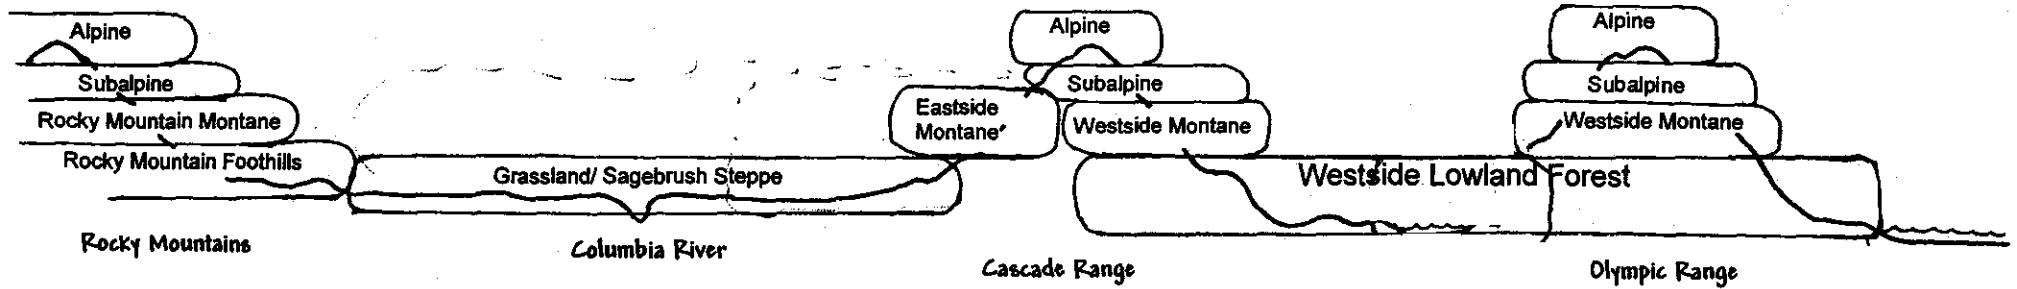 Alpine
Subalpine
Rocky Mountain Montane
Rocky Mountain Foothills
Grassland/ Sagebrush Steppe
Eastside
Montane
Alpine
Subalpine
Westside Montane
Alpine
Subalpine
Westside Montane
Westside Lowland Forest
Rocky Mountains
Columbia River
Cascade Range
Olympic Range